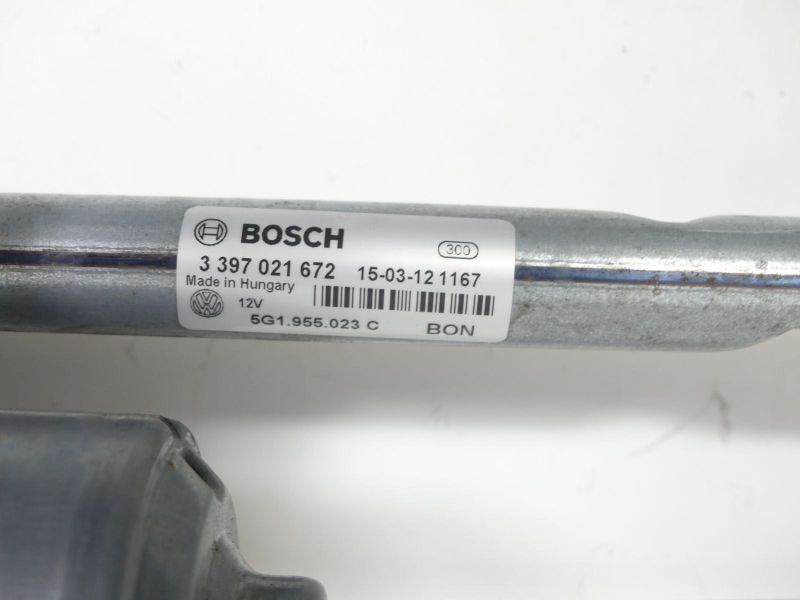 BOSCH
300
3 397 021 672 15-03-12 1167
Made in Hungary
12V
5G1.955.023 C BON